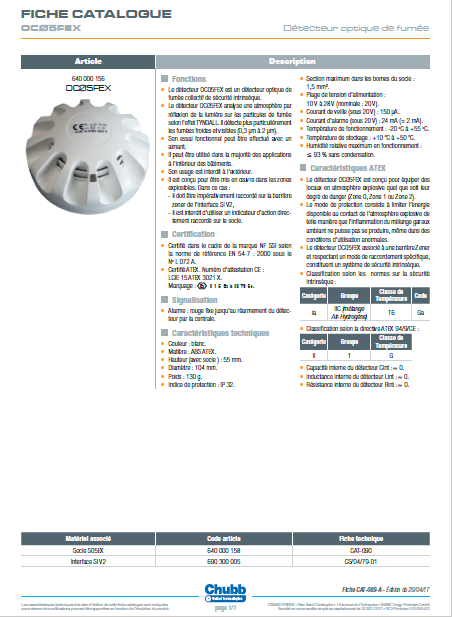 FICHE CATALOGUE
OCØ5FEX
Détecteur optique de fumée
Article
Description
640 000 156
OCØ5FEX
Fonctions
• Le détecteur OC05FEX est un détecteur optique de
fumée collectif de sécurité intrinsèque.
• Le détecteur OC05FEX analyse une atmosphère par
réflexion de la lumière sur les particules de fumée
selon l'effet TYNDALL. Il détecte plus particulièrement
les fumées froides et visibles (0,3 µm à 2 µm).
• Son essai fonctionnel peut être effectué avec un
aimant.
• Il peut être utilisé dans la majorité des applications
à l'intérieur des bâtiments.
• Son usage est interdit à l'extérieur.
• Il est conçu pour être mis en œuvre dans les zones
explosibles. Dans ce cas :
- il doit être impérativement raccordé sur la barrière
zener de l'interface SI V2,
- il est interdit d'utiliser un indicateur d'action direc-
tement raccordé sur le socle.
Certification
• Certifié dans le cadre de la marque NF SSI selon
la norme de référence EN 54-7 : 2000 sous le
N° L 072 A.
• Certifié ATEX. Numéro d'attestation CE :
LCIE 15 ATEX 3021 X.
Marquage :
Signalisation
• Alarme : rouge fixe jusqu'au réarmement du détec-
teur par la centrale.
Caractéristiques techniques
• Couleur : blanc.
• Matière : ABS ATEX.
• Hauteur (avec socle) : 55 mm.
• Diamètre : 104 mm.
• Poids : 130 g.
• Indice de protection : IP 32.
• Section maximum dans les bornes du socle :
1,5 mm².
• Plage de tension d'alimentation :
10 V à 28 V (nominale : 20V).
• Courant de veille (sous 20V) : 150 µA.
• Courant d'alarme (sous 20V) : 24 mA (± 2 mA).
• Température de fonctionnement : -20 °C à +55 °C.
• Température de stockage : +10 °C à +50 °C.
• Humidité relative maximum en fonctionnement :
≤ 93 % sans condensation.
Caractéristiques ATEX
• Le détecteur OC05FEX est conçu pour équiper des
locaux en atmosphère explosive quel que soit leur
degré de danger (Zone 0, Zone 1 ou Zone 2).
• Le mode de protection consiste à limiter l'énergie
disponible au contact de l'atmosphère explosive de
telle manière que l'inflammation du mélange gazeux
ambiant ne puisse pas se produire, même dans des
conditions d'utilisation anormales.
• Le détecteur OC05FEX associé à une barrière Zener
et respectant un mode de raccordement spécifique,
constituent un système de sécurité intrinsèque.
• Classification selon les normes sur la sécurité
intrinsèque :
Catégorie Groupe Classe de Température Code
ia IIC (mélange Air-Hydrogène) T6 Ga
• Classification selon la directive ATEX 94/9/CE :
Catégorie Groupe Classe de Température
II 1 G
• Capacité interne du détecteur Cint : ≈ 0.
• Inductance interne du détecteur Lint : ≈ 0.
• Résistance interne du détecteur Rint : ≈ 0.
Matériel associé Code article Fiche technique
Socle S05EX 640 000 158 CAT-090
Interface SI V2 690 300 005 CS/04/79-01
Chubb
page 1/1
Fiche CAT-089-A - Édition du 20/04/17